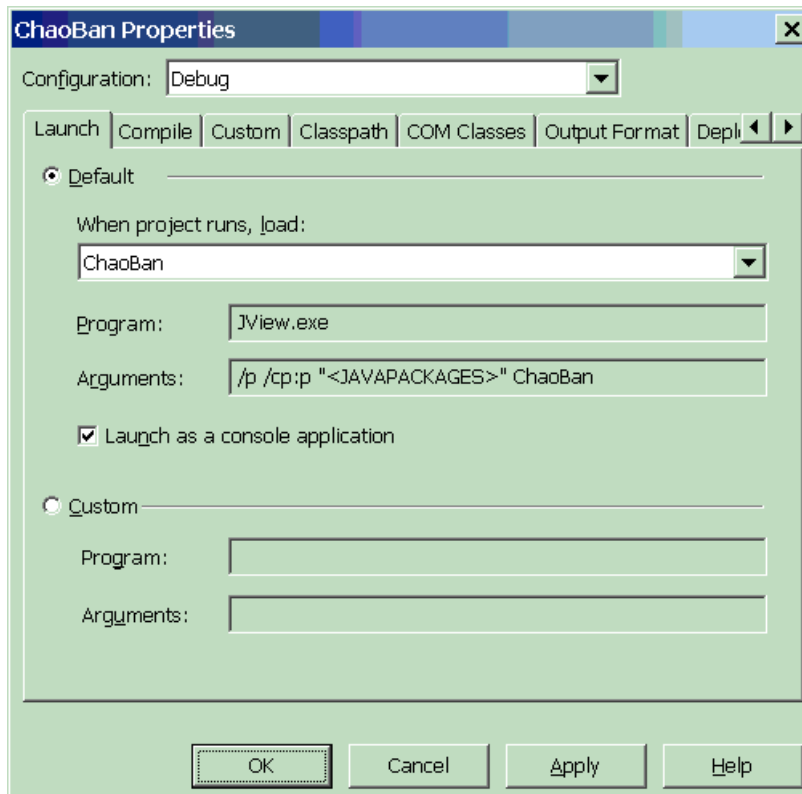 ChaoBan Properties
Configuration: Debug
Launch Compile Custom Classpath COM Classes Output Format Depl
Default
When project runs, load:
ChaoBan
Program: JView.exe
Arguments: /p /cp:p "<JAVAPACKAGES>" ChaoBan
Launch as a console application
Custom
Program:
Arguments:
OK Cancel Apply Help